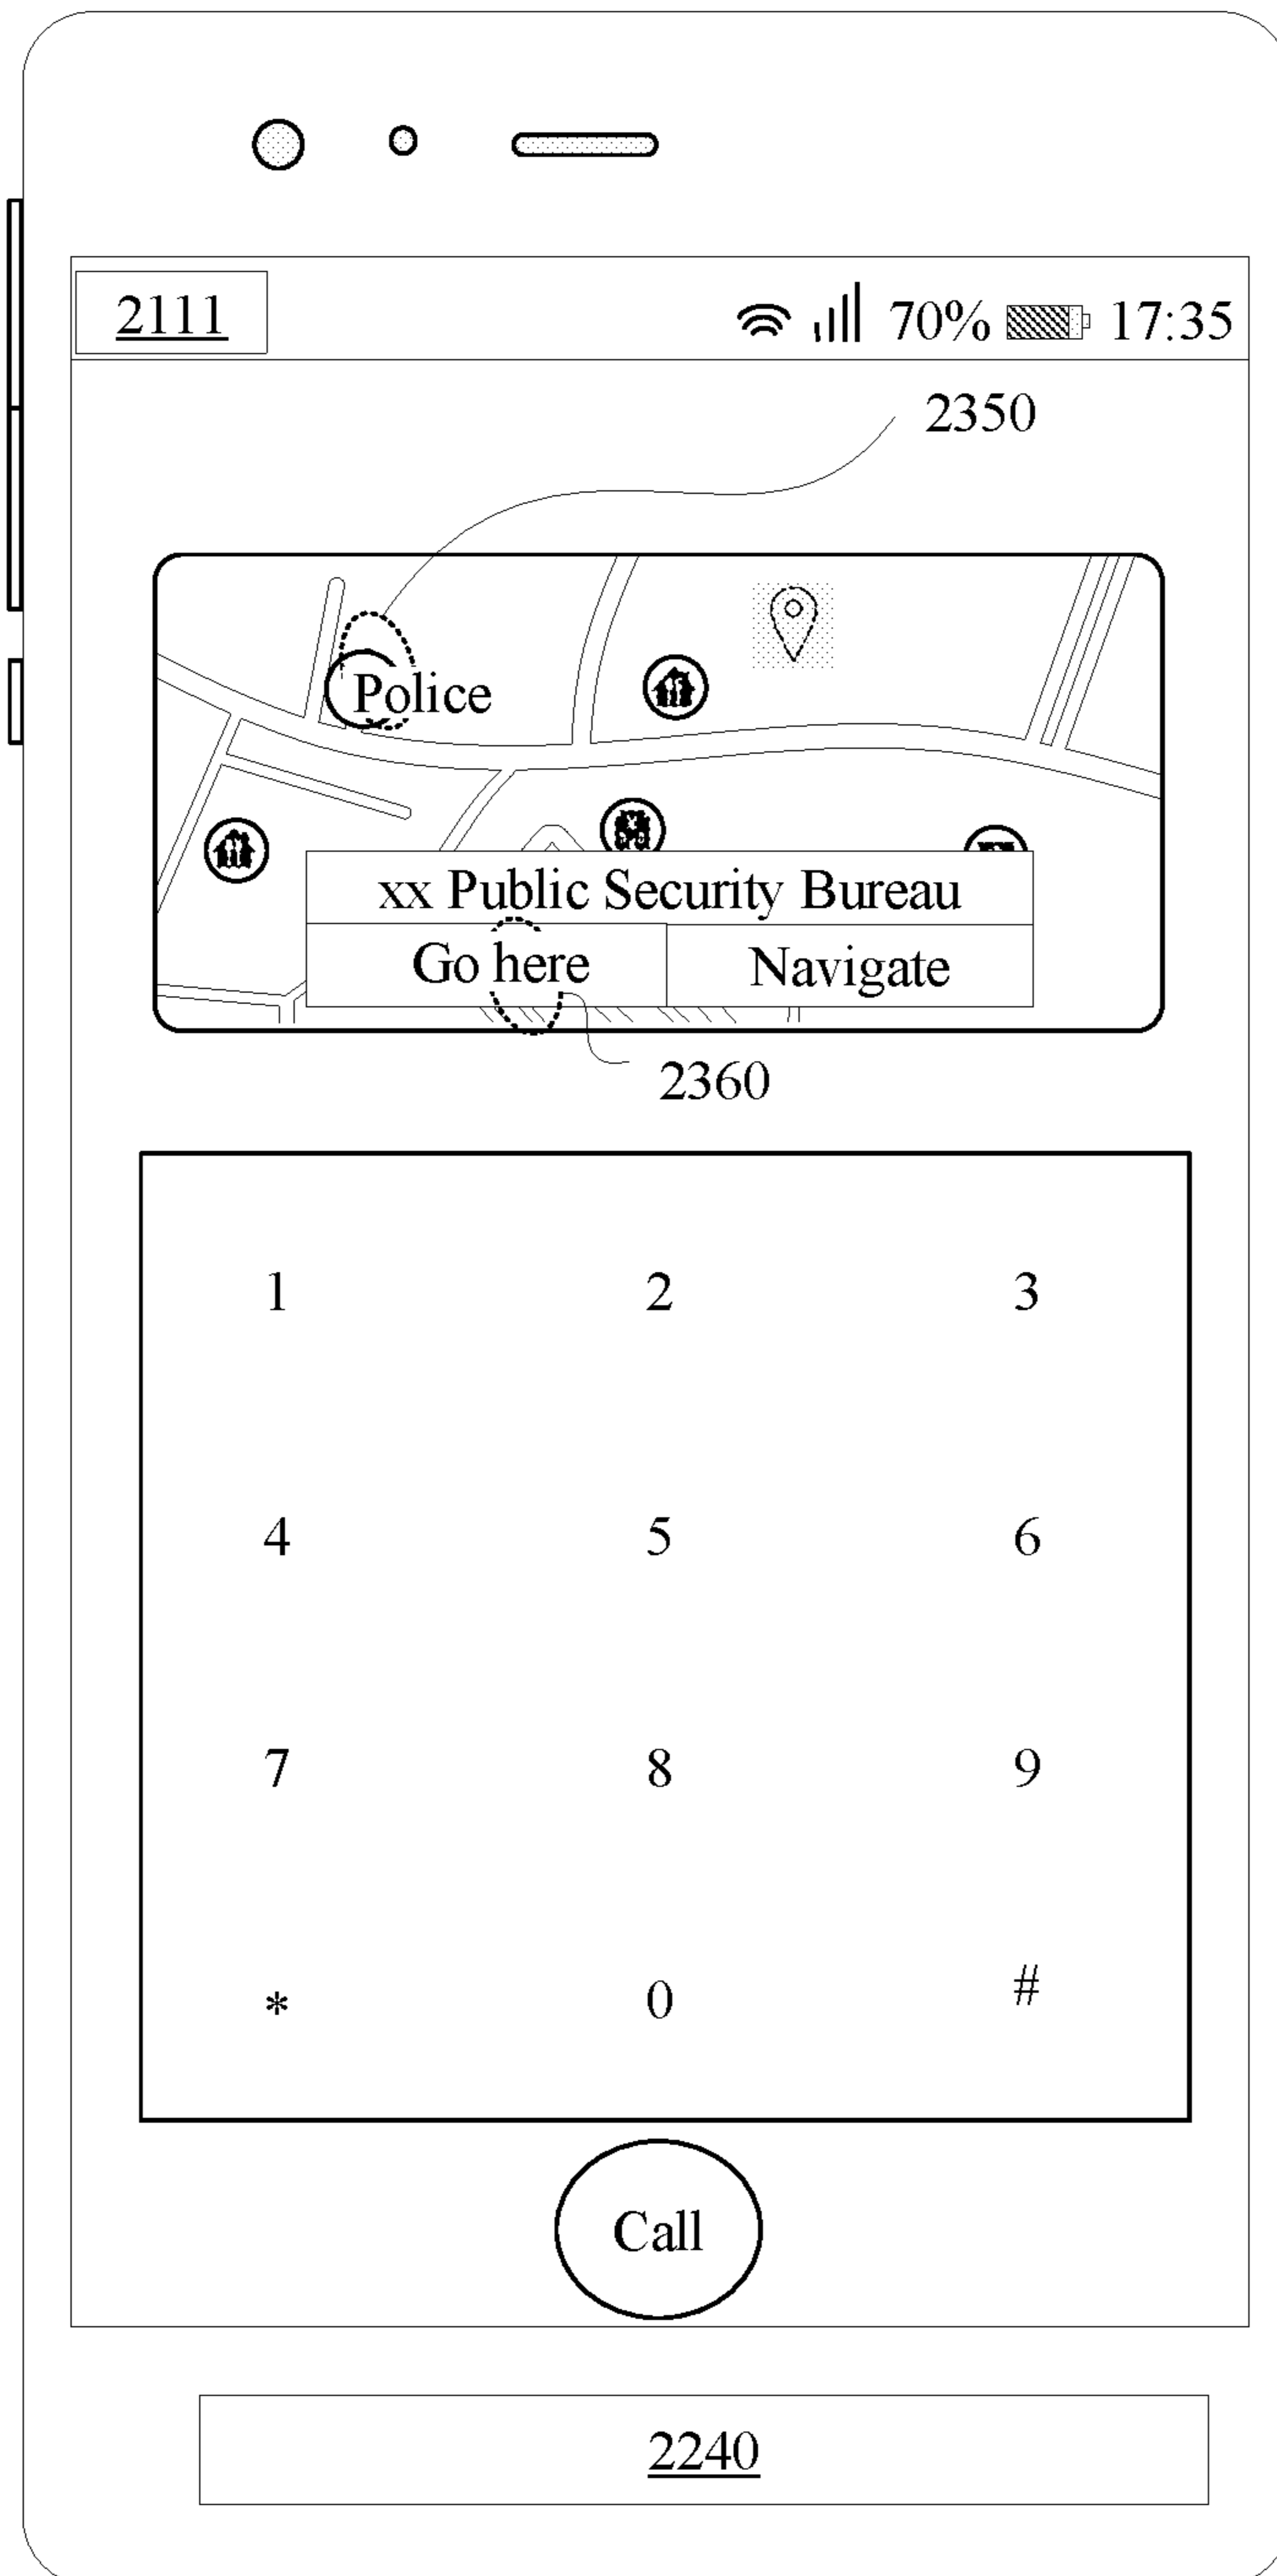 2111 70% 17:35
2350
Police
xx Public Security Bureau
Go here Navigate
2360
1 2 3
4 5 6
7 8 9
* 0 #
Call
2240